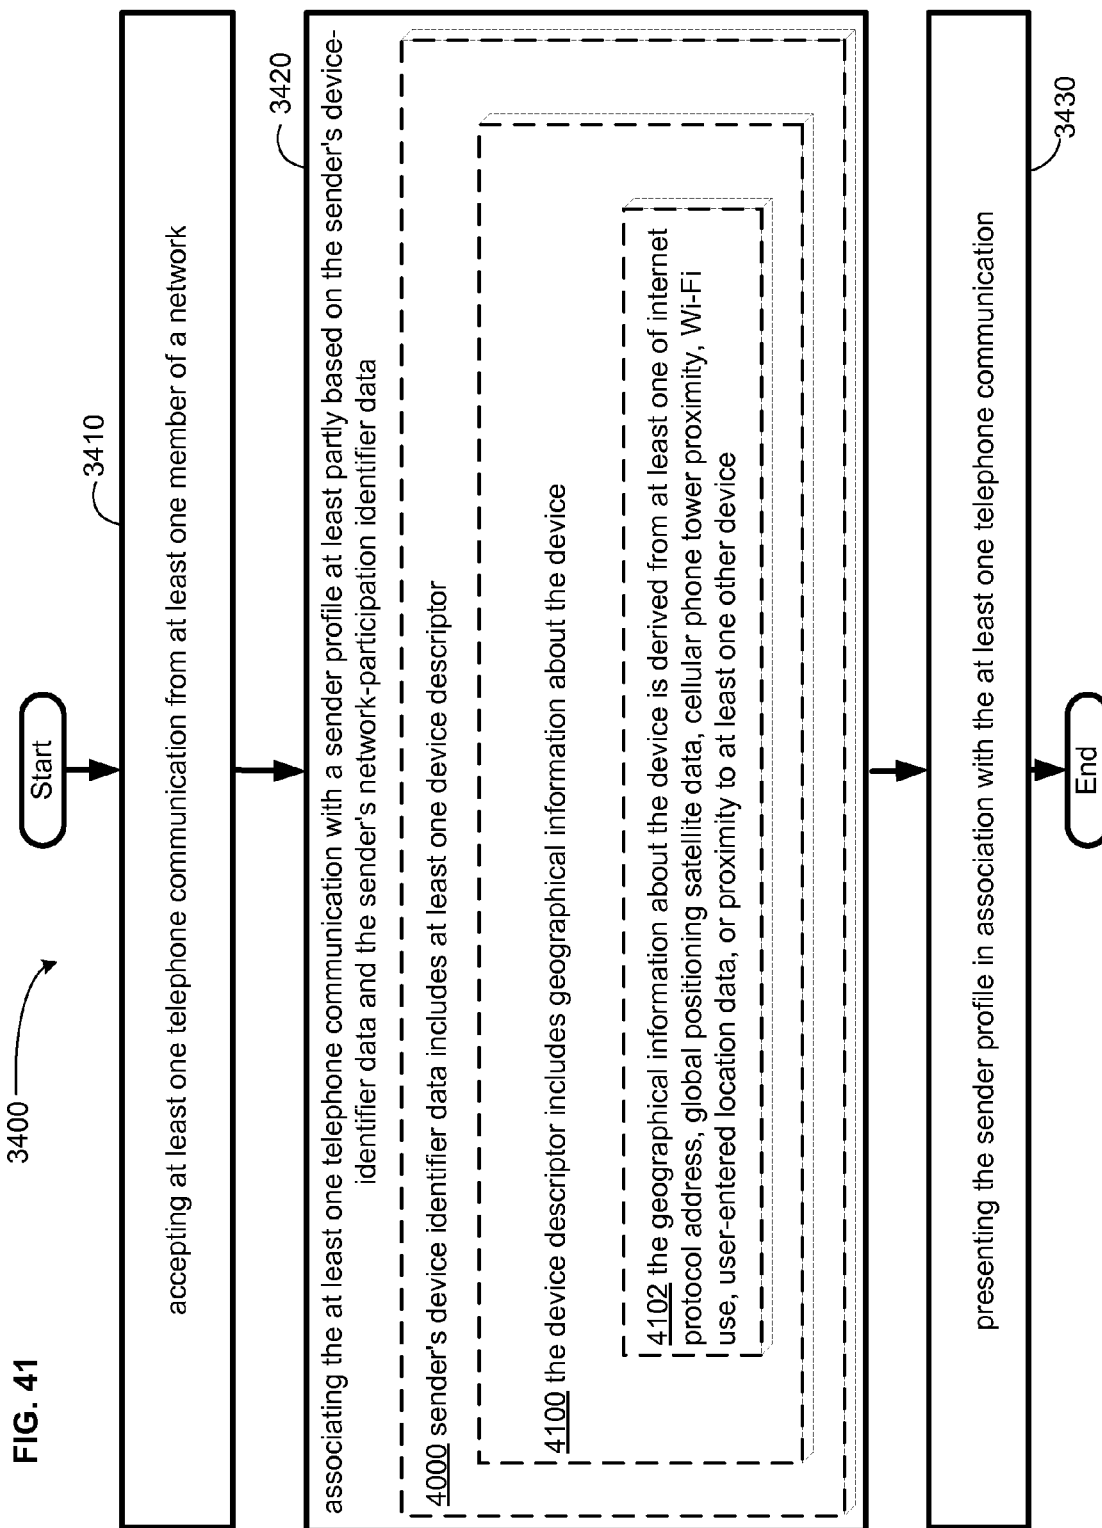 FIG. 41
3400
Start
3410
accepting at least one telephone communication from at least one member of a network
3420
associating the at least one telephone communication with a sender profile at least partly based on the sender's device-
identifier data and the sender's network-participation identifier data
4000 sender's device identifier data includes at least one device descriptor
4100 the device descriptor includes geographical information about the device
4102 the geographical information about the device is derived from at least one of internet
protocol address, global positioning satellite data, cellular phone tower proximity, Wi-Fi
use, user-entered location data, or proximity to at least one other device
3430
presenting the sender profile in association with the at least one telephone communication
End